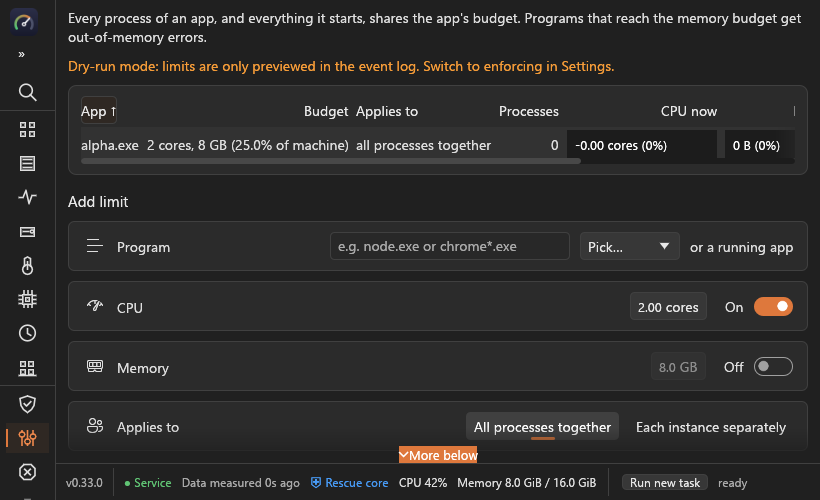 Every process of an app, and everything it starts, shares the app's budget. Programs that reach the memory budget get
out-of-memory errors.
Dry-run mode: limits are only previewed in the event log. Switch to enforcing in Settings.
»
App ↑ Budget Applies to Processes CPU now
alpha.exe 2 cores, 8 GB (25.0% of machine) all processes together 0 -0.00 cores (0%) 0 B (0%)
Add limit
Program e.g. node.exe or chrome*.exe Pick... or a running app
CPU 2.00 cores On
Memory 8.0 GB Off
Applies to All processes together Each instance separately
More below
v0.33.0 Service Data measured 0s ago Rescue core CPU 42% Memory 8.0 GiB / 16.0 GiB Run new task ready